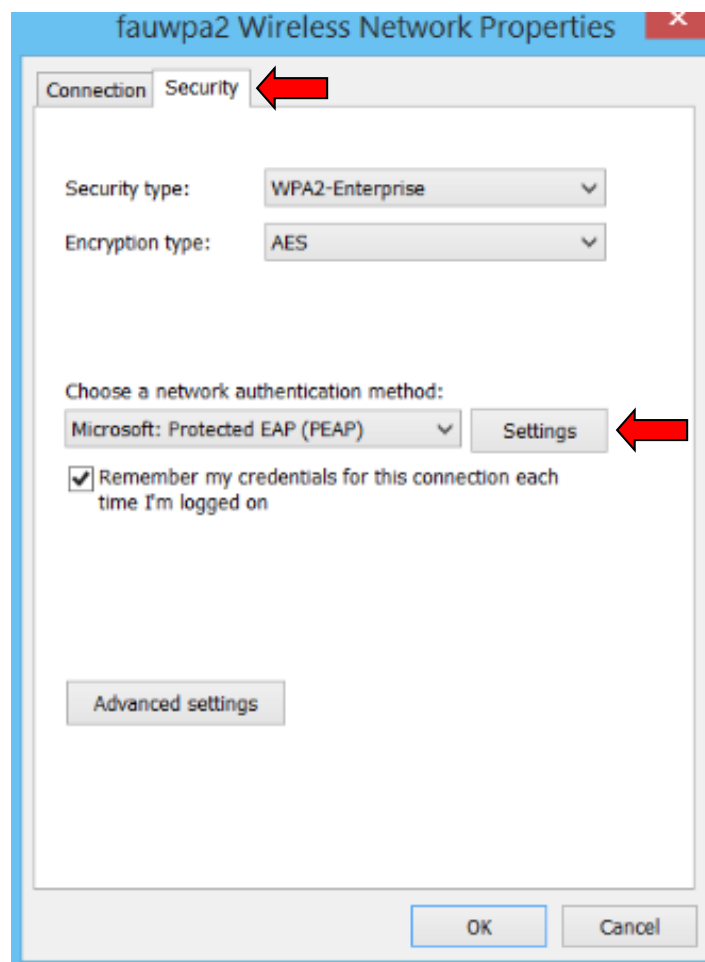 fauwpa2 Wireless Network Properties
Connection Security
Security type: WPA2-Enterprise
Encryption type: AES
Choose a network authentication method:
Microsoft: Protected EAP (PEAP) Settings
Remember my credentials for this connection each
time I'm logged on
Advanced settings
OK Cancel